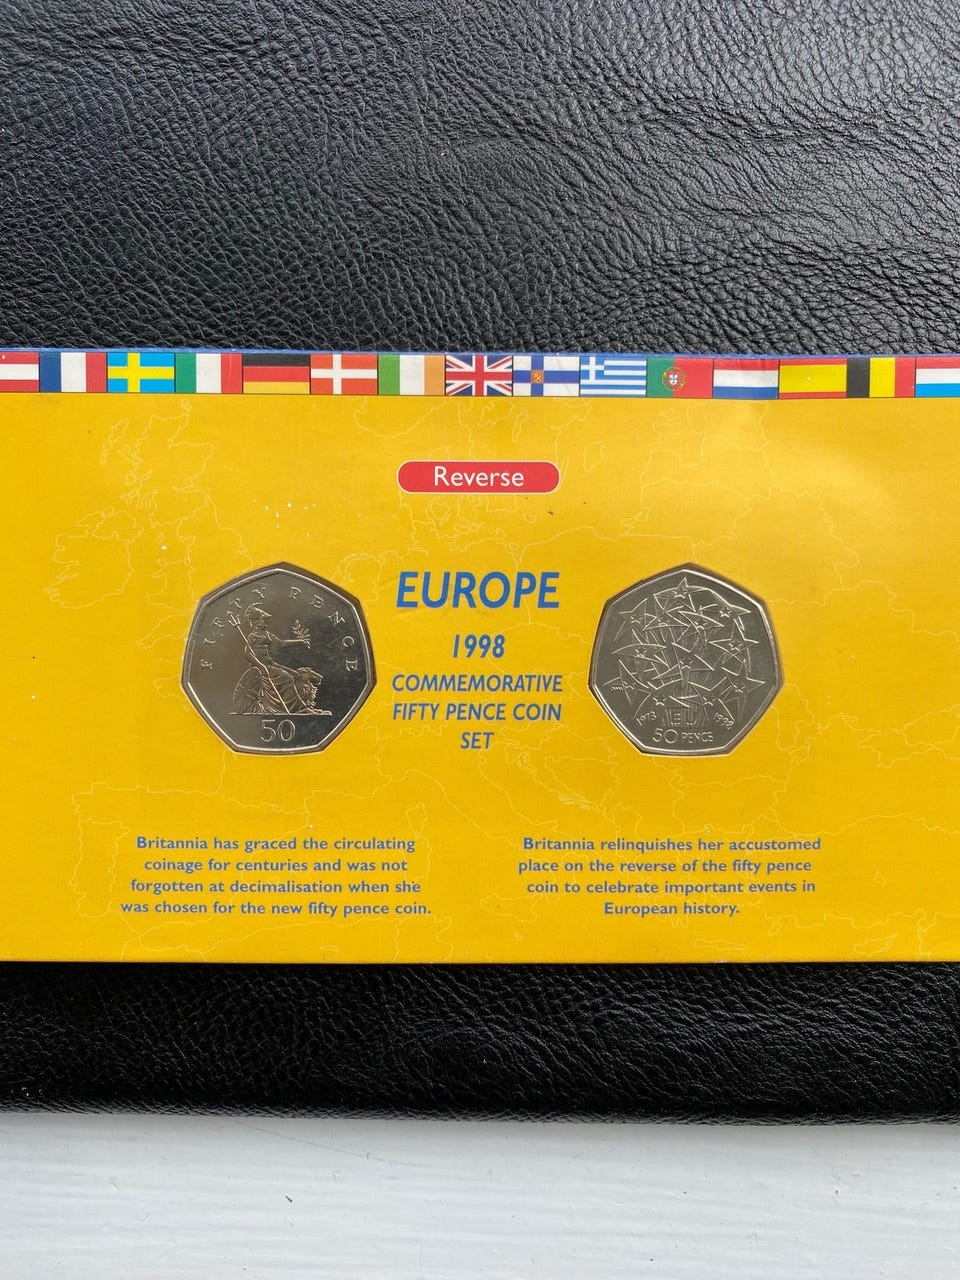 Reverse
EUROPE
1998
COMMEMORATIVE
FIFTY PENCE COIN
SET
FIFTY PENCE
50
1973 EU 1998
50 PENCE
Britannia has graced the circulating
coinage for centuries and was not
forgotten at decimalisation when she
was chosen for the new fifty pence coin.
Britannia relinquishes her accustomed
place on the reverse of the fifty pence
coin to celebrate important events in
European history.